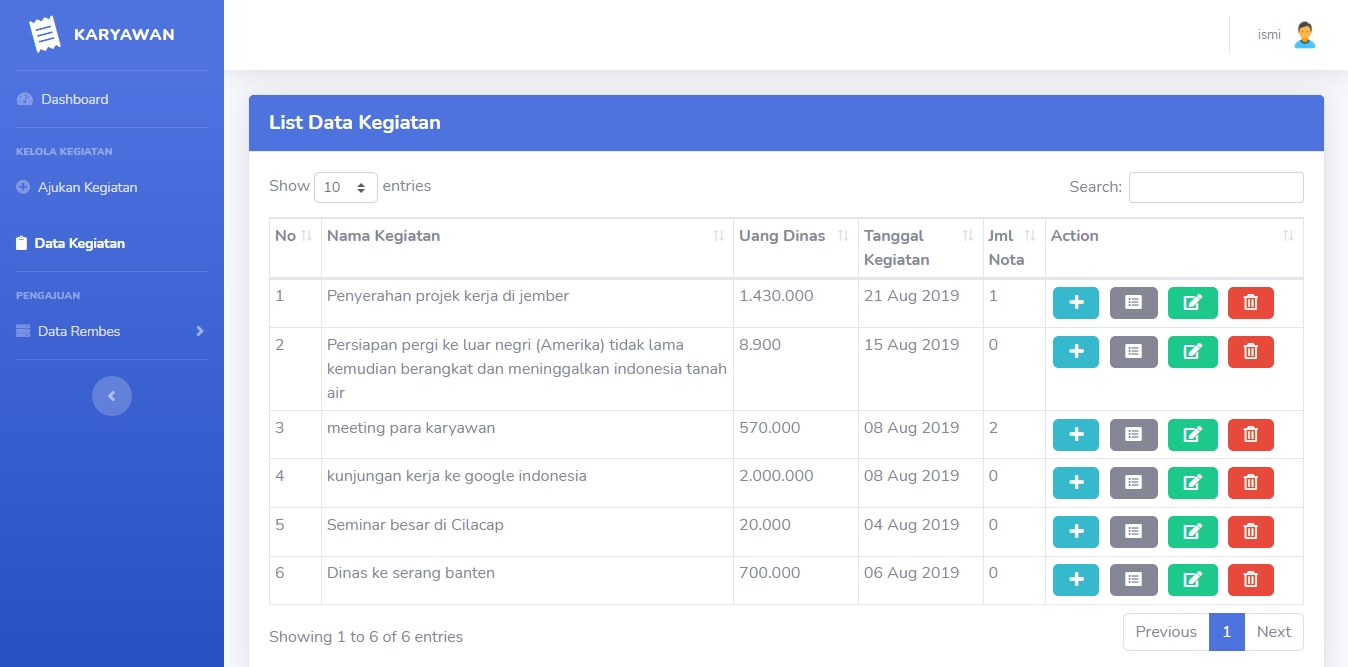 KARYAWAN
ismi
Dashboard
KELOLA KEGIATAN
Ajukan Kegiatan
Data Kegiatan
PENGAJUAN
Data Rembes
List Data Kegiatan
Show 10 entries
Search:
No Nama Kegiatan Uang Dinas Tanggal Kegiatan Jml Nota Action
1 Penyerahan projek kerja di jember 1.430.000 21 Aug 2019 1
2 Persiapan pergi ke luar negri (Amerika) tidak lama 8.900 15 Aug 2019 0
kemudian berangkat dan meninggalkan indonesia tanah
air
3 meeting para karyawan 570.000 08 Aug 2019 2
4 kunjungan kerja ke google indonesia 2.000.000 08 Aug 2019 0
5 Seminar besar di Cilacap 20.000 04 Aug 2019 0
6 Dinas ke serang banten 700.000 06 Aug 2019 0
Showing 1 to 6 of 6 entries
Previous 1 Next